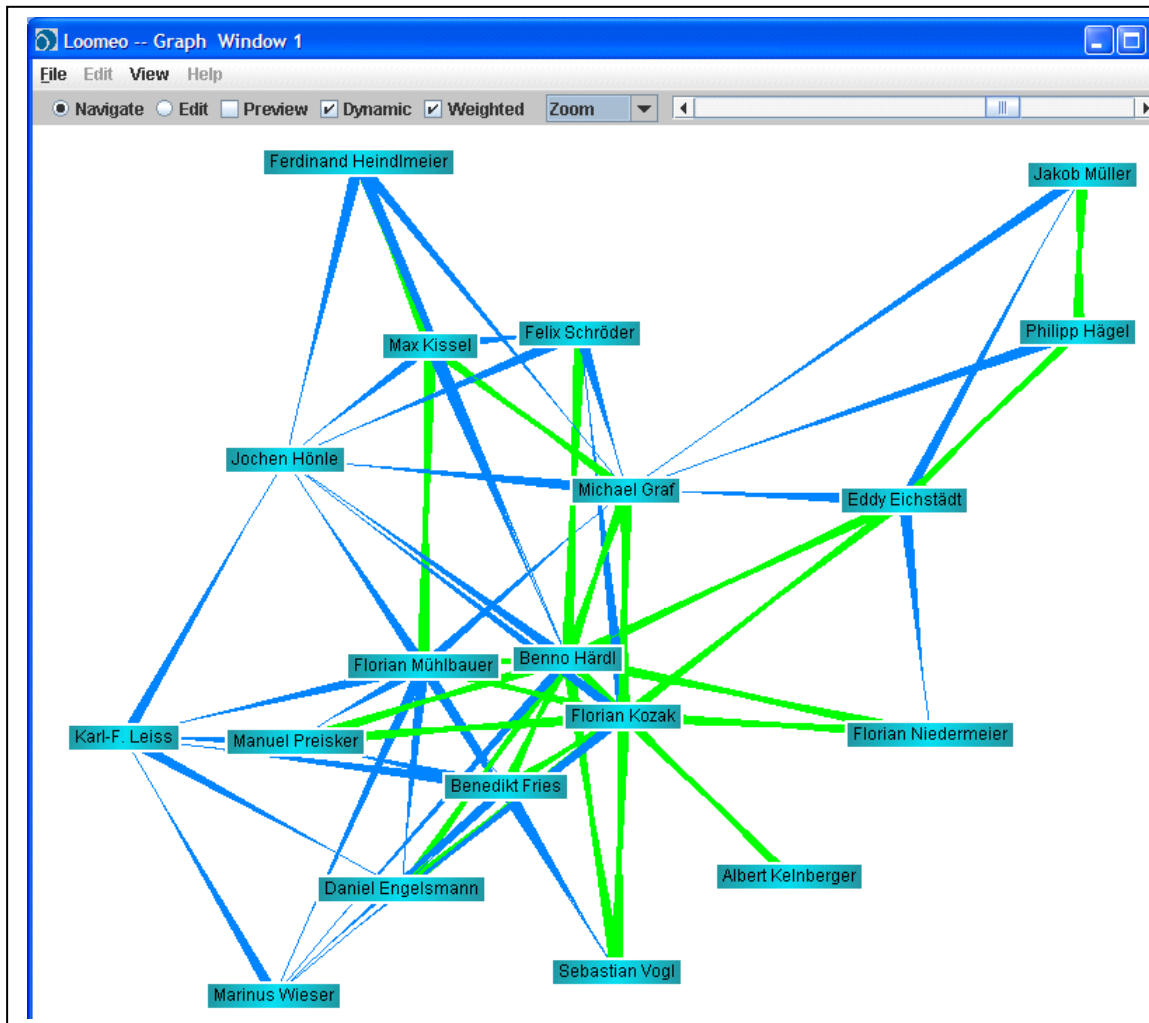 Loomeo -- Graph Window 1
File Edit View Help
Navigate Edit Preview Dynamic Weighted Zoom
Ferdinand Heindlmeier
Jakob Müller
Max Kissel
Felix Schröder
Philipp Hägel
Jochen Hönle
Michael Graf
Eddy Eichstädt
Florian Mühlbauer
Benno Härdl
Florian Kozak
Karl-F. Leiss
Manuel Preisker
Florian Niedermeier
Benedikt Fries
Daniel Engelsmann
Albert Kelnberger
Sebastian Vogl
Marinus Wieser